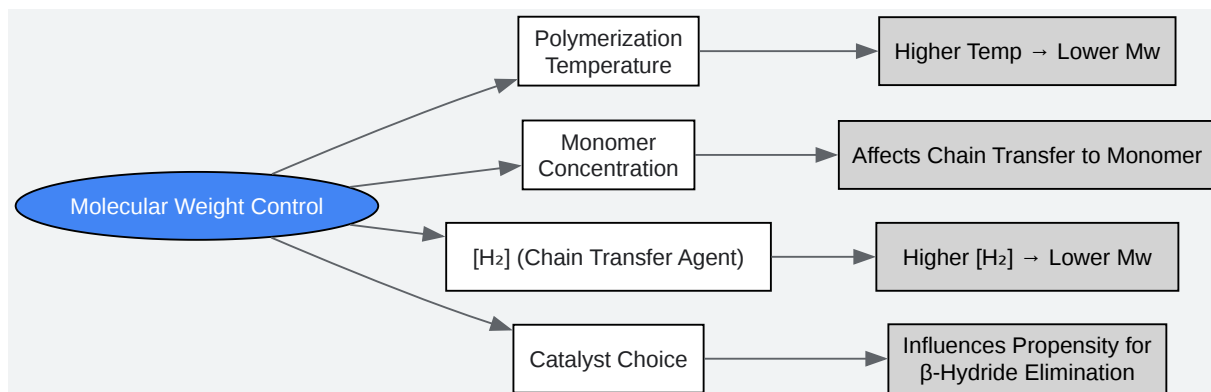 Polymerization
Temperature
Higher Temp → Lower Mw
Monomer
Concentration
Affects Chain Transfer to Monomer
Molecular Weight Control
[H₂] (Chain Transfer Agent)
Higher [H₂] → Lower Mw
Catalyst Choice
Influences Propensity for
β-Hydride Elimination